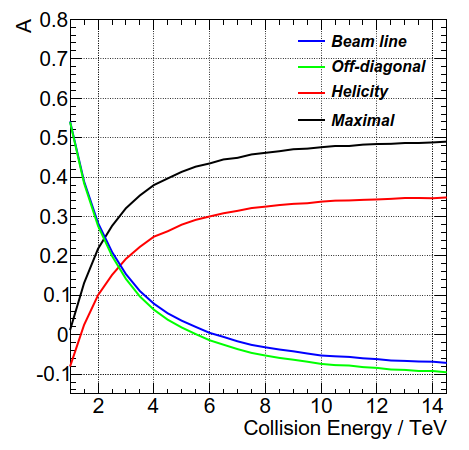 A
0.8
0.7
0.6
0.5
0.4
0.3
0.2
0.1
0
-0.1
Beam line
Off-diagonal
Helicity
Maximal
2 4 6 8 10 12 14
Collision Energy / TeV